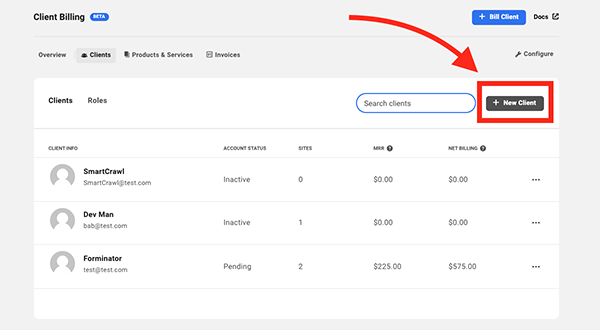 Client Billing BETA + Bill Client Docs
Overview Clients Products & Services Invoices Configure
Clients Roles Search clients + New Client
CLIENT INFO ACCOUNT STATUS SITES MRR ? NET BILLING ?
SmartCrawl
SmartCrawl@test.com Inactive 0 $0.00 $0.00
Dev Man
bab@test.com Inactive 1 $0.00 $0.00
Forminator
test@test.com Pending 2 $225.00 $575.00